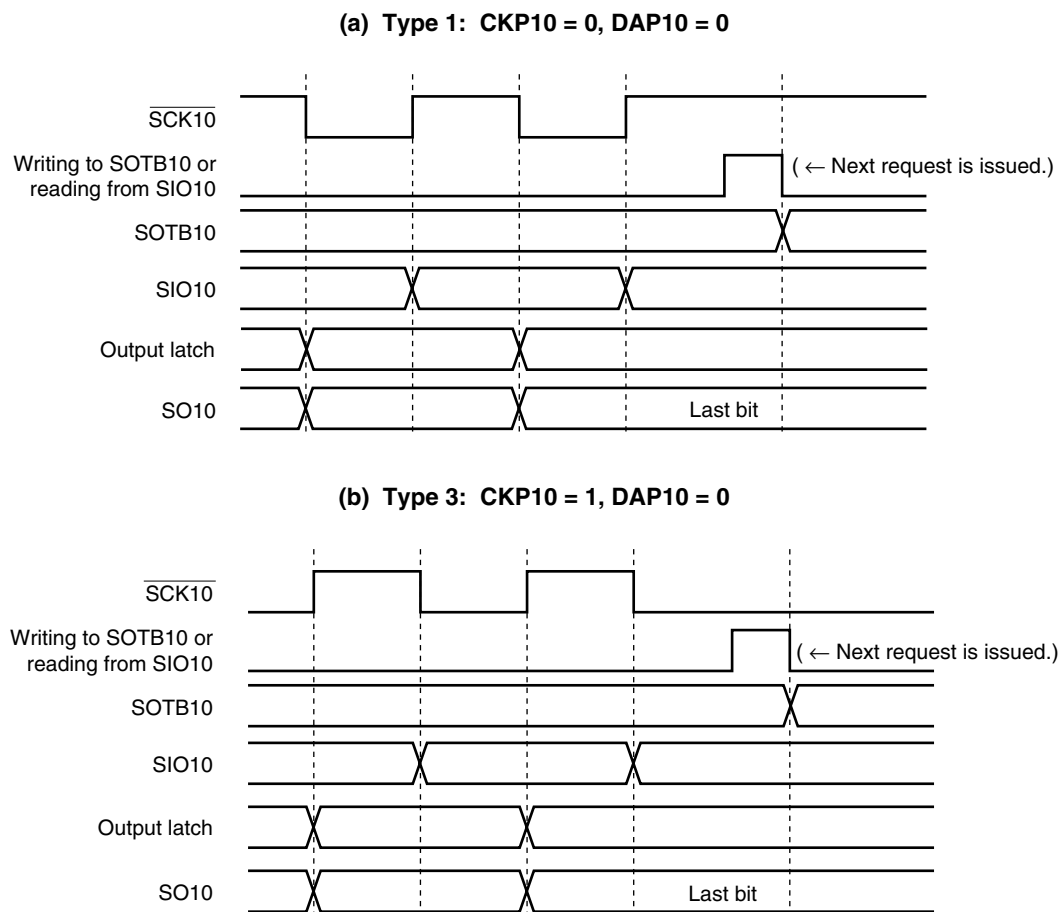 (a) Type 1: CKP10 = 0, DAP10 = 0
SCK10
Writing to SOTB10 or
reading from SIO10
( ← Next request is issued.)
SOTB10
SIO10
Output latch
SO10
Last bit
(b) Type 3: CKP10 = 1, DAP10 = 0
SCK10
Writing to SOTB10 or
reading from SIO10
( ← Next request is issued.)
SOTB10
SIO10
Output latch
SO10
Last bit